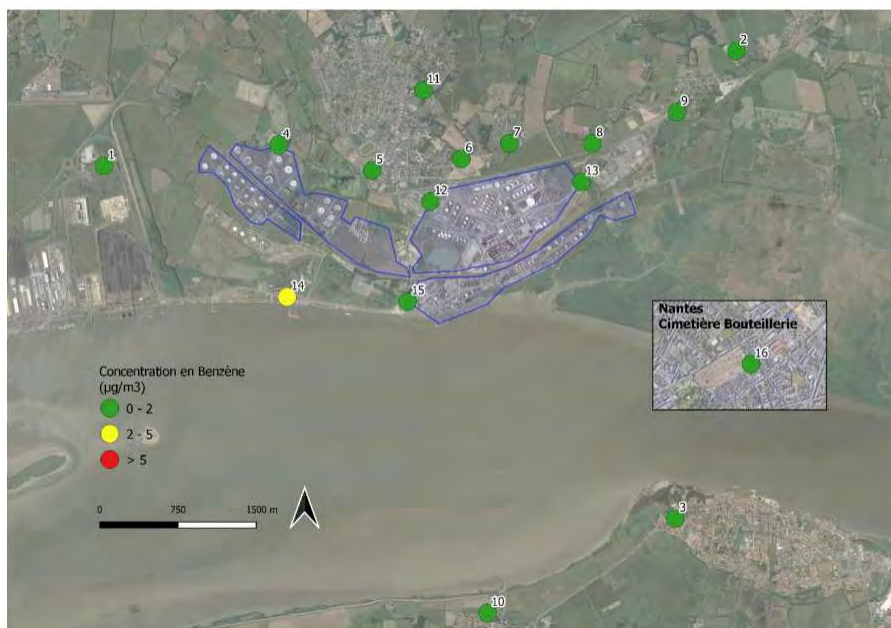 2
11
9
4
7
8
1
6
5
13
12
14
15
Nantes
Cimetière Bouteillerie
16
Concentration en Benzène
(µg/m3)
0 - 2
2 - 5
> 5
0 750 1500 m
3
10